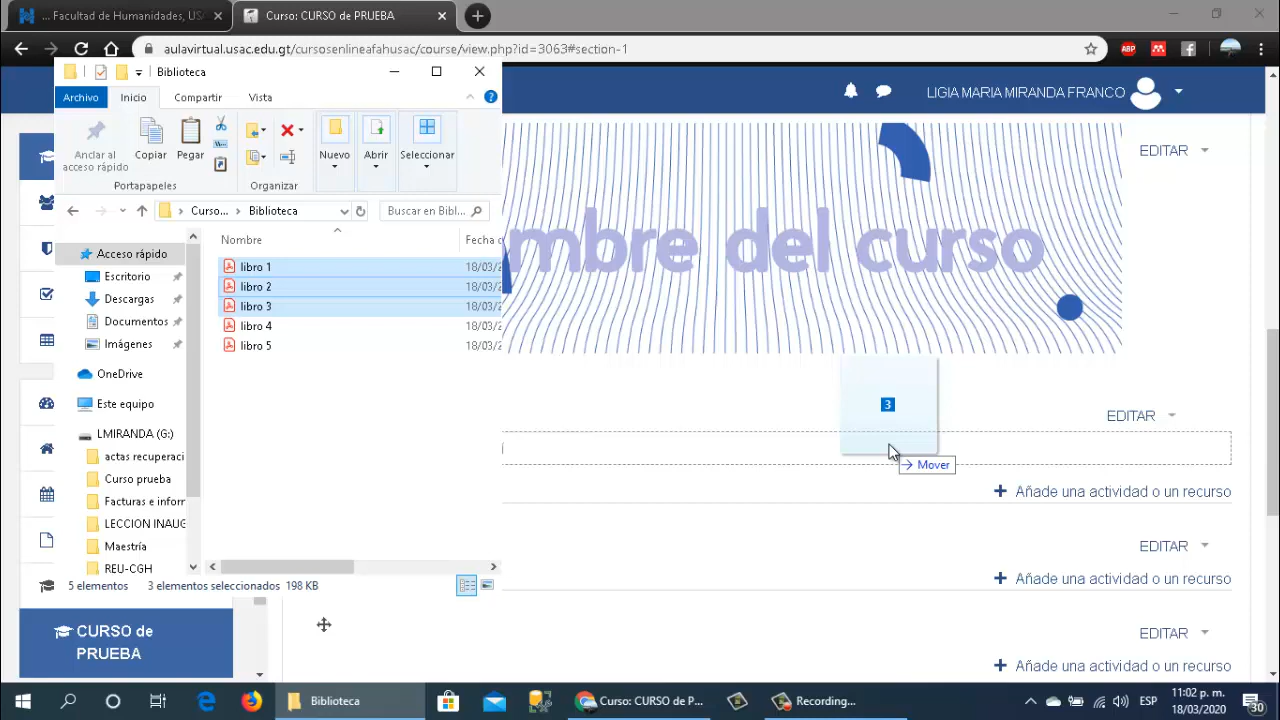 ... Facultad de Humanidades, US
Curso: CURSO de PRUEBA
aulavirtual.usac.edu.gt/cursosenlineafahusac/course/view.php?id=3063#section-1
ABP
Biblioteca
LIGIA MARIA MIRANDA FRANCO
Archivo
Inicio
Compartir
Vista
Anclar al acceso rápido
Copiar
Pegar
Nuevo
Abrir
Seleccionar
Portapapeles
Organizar
EDITAR
Curso...
Biblioteca
Buscar en Bibl...
Nombre
Fecha
mbre del curso
Acceso rápido
Escritorio
Descargas
Documentos
Imágenes
OneDrive
Este equipo
LMIRANDA (G:)
actas recuperaci
Curso prueba
Facturas e inforr
LECCION INAUG
Maestría
REU-CGH
libro 1 18/03/2
libro 2 18/03/2
libro 3 18/03/2
libro 4 18/03/2
libro 5 18/03/2
3
Mover
EDITAR
Añade una actividad o un recurso
EDITAR
Añade una actividad o un recurso
EDITAR
Añade una actividad o un recurso
5 elementos 3 elementos seleccionados 198 KB
CURSO de
PRUEBA
Biblioteca
Curso: CURSO de P...
Recording...
ESP
11:02 p. m.
18/03/2020
30